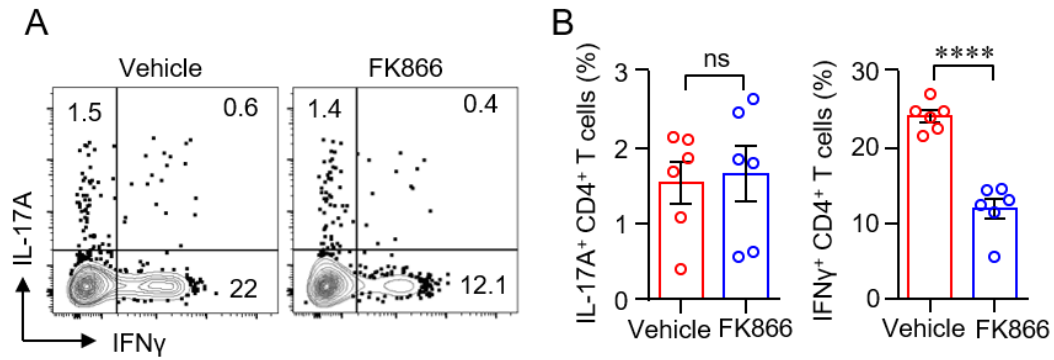 A
Vehicle
FK866
1.5
0.6
1.4
0.4
22
12.1
IL-17A
IFNγ
B
IL-17A⁺ CD4⁺ T cells (%)
3
2
1
0
ns
Vehicle
FK866
IFNγ⁺ CD4⁺ T cells (%)
30
20
10
0
****
Vehicle
FK866